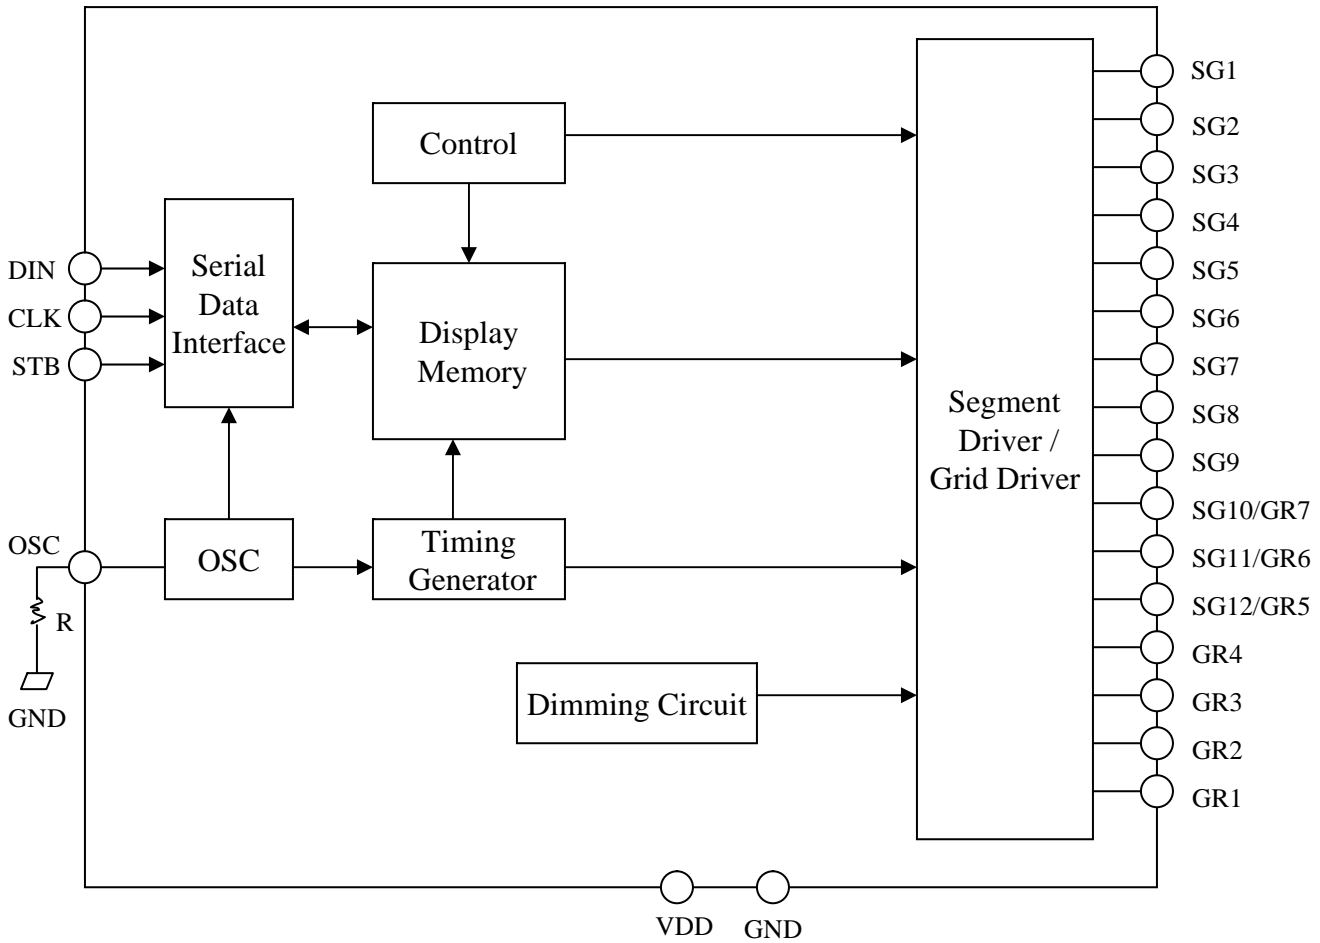 Control
Serial
Data
Interface
DIN
CLK
STB
Display
Memory
OSC
OSC
R
GND
Timing
Generator
Dimming Circuit
Segment
Driver /
Grid Driver
SG1
SG2
SG3
SG4
SG5
SG6
SG7
SG8
SG9
SG10/GR7
SG11/GR6
SG12/GR5
GR4
GR3
GR2
GR1
VDD
GND